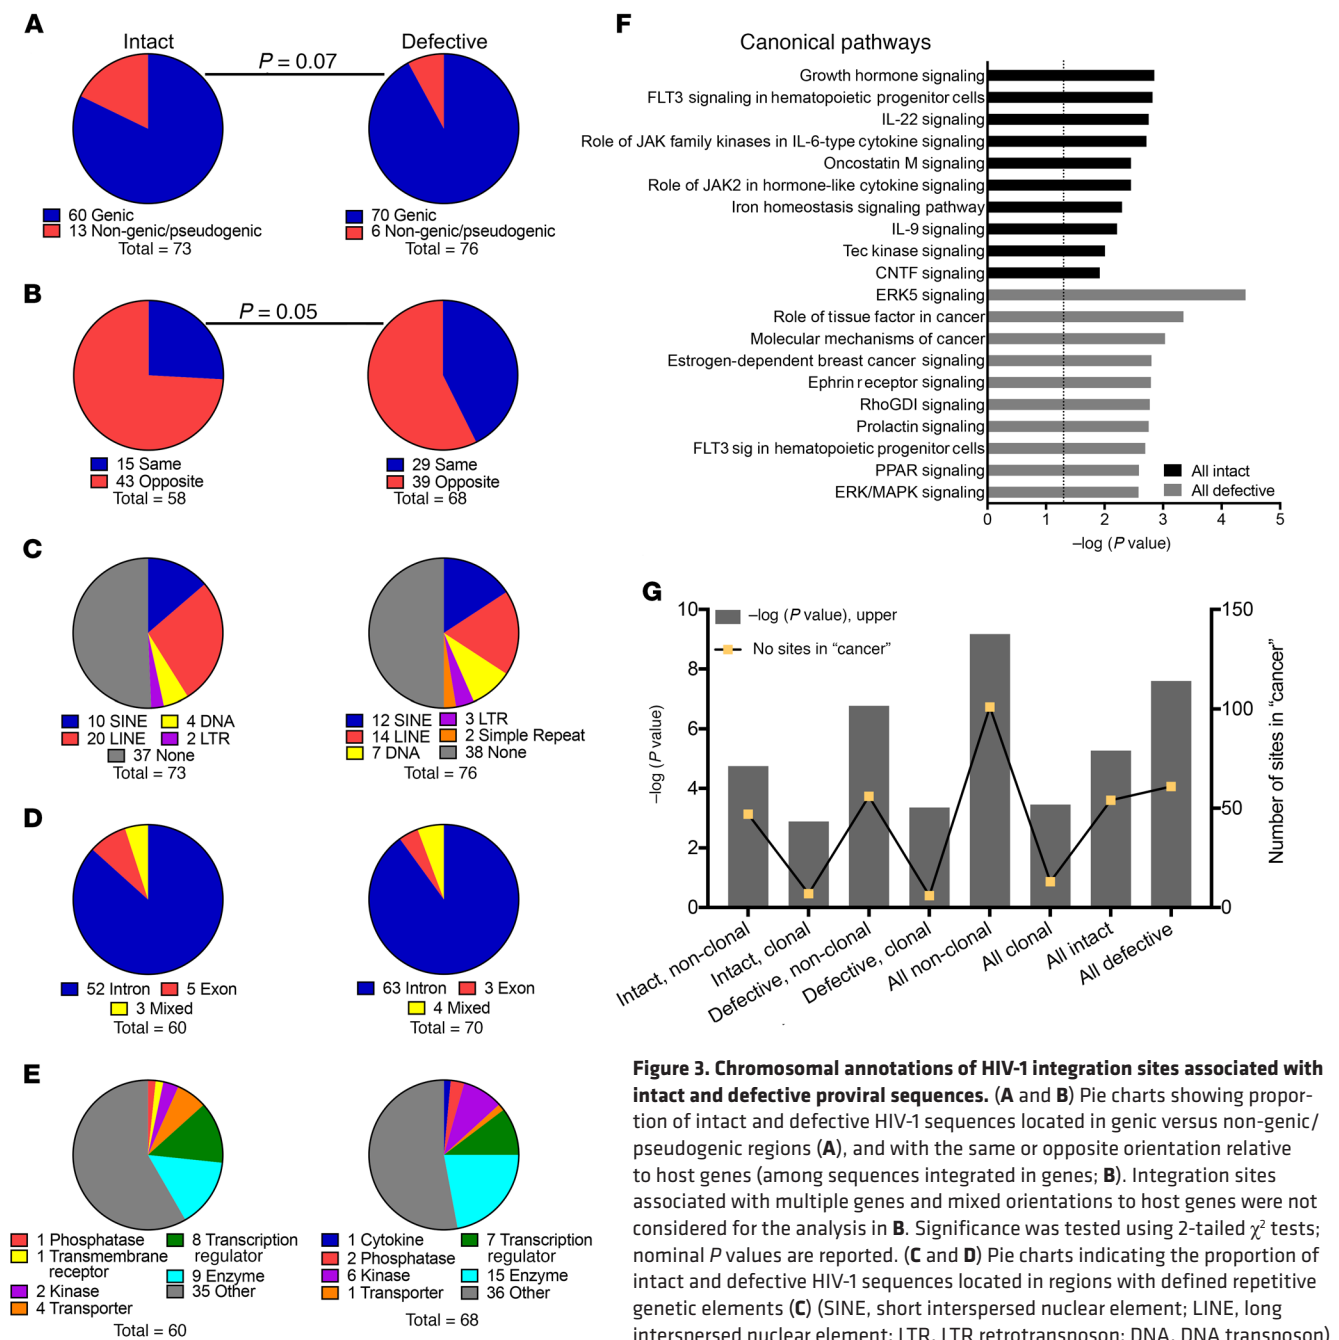 A
Intact
Defective
P = 0.07
60 Genic
13 Non-genic/pseudogenic
Total = 73
70 Genic
6 Non-genic/pseudogenic
Total = 76
B
P = 0.05
15 Same
43 Opposite
Total = 58
29 Same
39 Opposite
Total = 68
C
10 SINE
4 DNA
20 LINE
2 LTR
37 None
Total = 73
12 SINE
3 LTR
14 LINE
2 Simple Repeat
7 DNA
38 None
Total = 76
D
52 Intron
5 Exon
3 Mixed
Total = 60
63 Intron
3 Exon
4 Mixed
Total = 70
E
1 Phosphatase
1 Transmembrane
receptor
2 Kinase
4 Transporter
8 Transcription
regulator
9 Enzyme
35 Other
Total = 60
1 Cytokine
2 Phosphatase
6 Kinase
1 Transporter
7 Transcription
regulator
15 Enzyme
36 Other
Total = 68
F
Canonical pathways
Growth hormone signaling
FLT3 signaling in hematopoietic progenitor cells
IL-22 signaling
Role of JAK family kinases in IL-6-type cytokine signaling
Oncostatin M signaling
Role of JAK2 in hormone-like cytokine signaling
Iron homeostasis signaling pathway
IL-9 signaling
Tec kinase signaling
CNTF signaling
ERK5 signaling
Role of tissue factor in cancer
Molecular mechanisms of cancer
Estrogen-dependent breast cancer signaling
Ephrin receptor signaling
RhoGDI signaling
Prolactin signaling
FLT3 sig in hematopoietic progenitor cells
PPAR signaling
ERK/MAPK signaling
All intact
All defective
0 1 2 3 4 5
–log (P value)
G
–log (P value), upper
No sites in “cancer”
10
8
6
4
2
0
–log (P value)
150
100
50
0
Number of sites in “cancer”
Intact, non-clonal
Intact, clonal
Defective, non-clonal
Defective, clonal
All non-clonal
All clonal
All intact
All defective
Figure 3. Chromosomal annotations of HIV-1 integration sites associated with
intact and defective proviral sequences. (A and B) Pie charts showing propor-
tion of intact and defective HIV-1 sequences located in genic versus non-genic/
pseudogenic regions (A), and with the same or opposite orientation relative
to host genes (among sequences integrated in genes; B). Integration sites
associated with multiple genes and mixed orientations to host genes were not
considered for the analysis in B. Significance was tested using 2-tailed χ² tests;
nominal P values are reported. (C and D) Pie charts indicating the proportion of
intact and defective HIV-1 sequences located in regions with defined repetitive
genetic elements (C) (SINE, short interspersed nuclear element; LINE, long
interspersed nuclear element; LTR, LTR retrotransposon; DNA, DNA transposon)